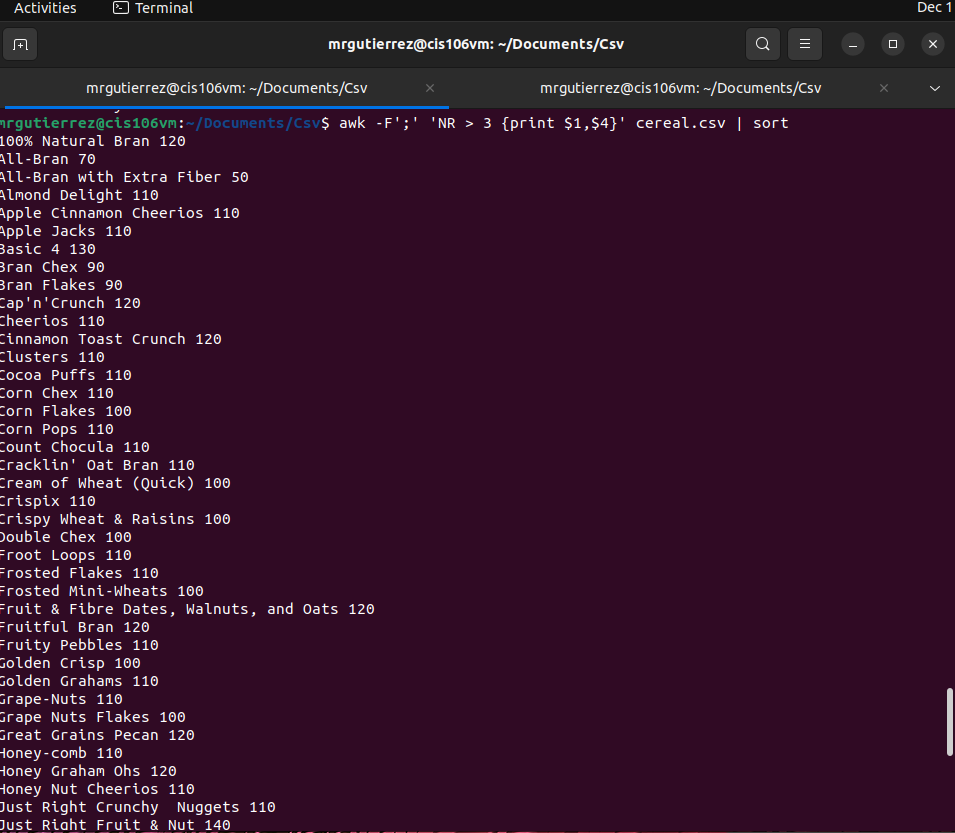 Activities Terminal Dec 1
mrgutierrez@cis106vm: ~/Documents/Csv
mrgutierrez@cis106vm: ~/Documents/Csv × mrgutierrez@cis106vm: ~/Documents/Csv ×
mrgutierrez@cis106vm:~/Documents/Csv$ awk -F';' 'NR > 3 {print $1,$4}' cereal.csv | sort
100% Natural Bran 120
All-Bran 70
All-Bran with Extra Fiber 50
Almond Delight 110
Apple Cinnamon Cheerios 110
Apple Jacks 110
Basic 4 130
Bran Chex 90
Bran Flakes 90
Cap'n'Crunch 120
Cheerios 110
Cinnamon Toast Crunch 120
Clusters 110
Cocoa Puffs 110
Corn Chex 110
Corn Flakes 100
Corn Pops 110
Count Chocula 110
Cracklin' Oat Bran 110
Cream of Wheat (Quick) 100
Crispix 110
Crispy Wheat & Raisins 100
Double Chex 100
Froot Loops 110
Frosted Flakes 110
Frosted Mini-Wheats 100
Fruit & Fibre Dates, Walnuts, and Oats 120
Fruitful Bran 120
Fruity Pebbles 110
Golden Crisp 100
Golden Grahams 110
Grape-Nuts 110
Grape Nuts Flakes 100
Great Grains Pecan 120
Honey-comb 110
Honey Graham Ohs 120
Honey Nut Cheerios 110
Just Right Crunchy  Nuggets 110
Just Right Fruit & Nut 140